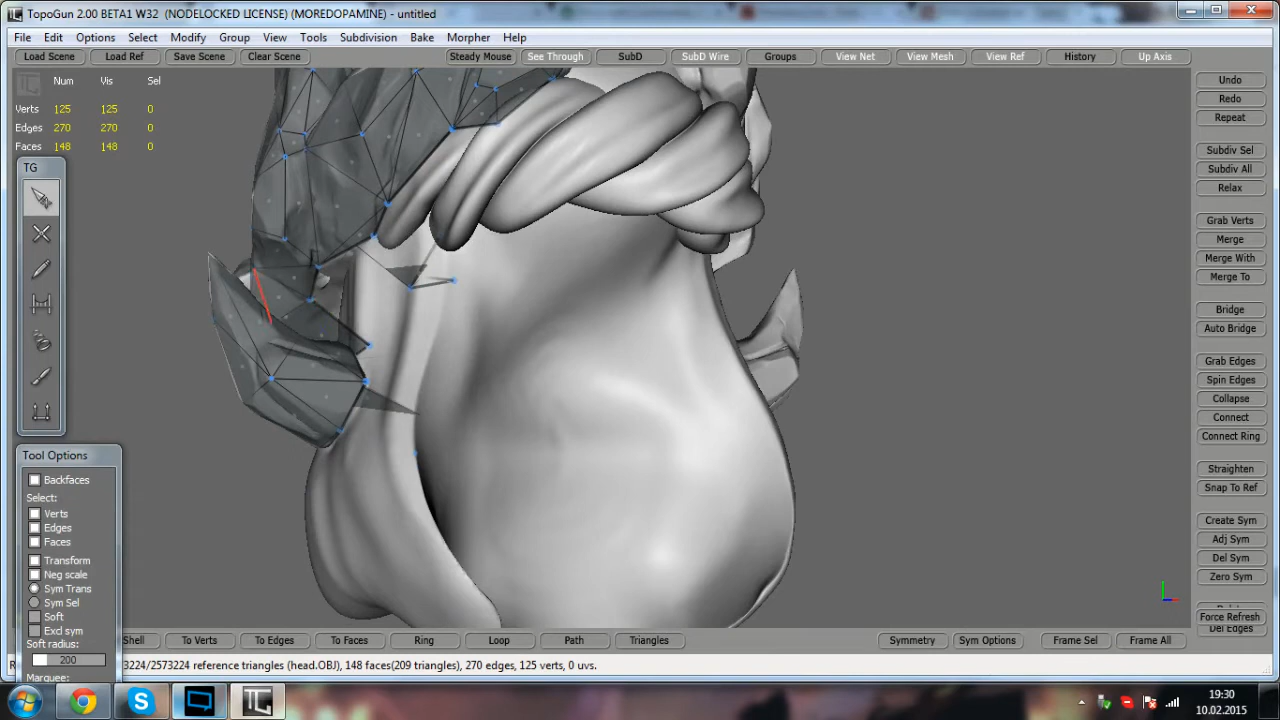 TopoGun 2.00 BETA1 W32 (NODELOCKED LICENSE) (MOREDOPAMINE) - untitled
File Edit Options View Select Modify Group Tools Subdivision Bake Morpher Help
Load Scene Load Ref Save Scene Clear Scene Steady Mouse See Through SubD SubD Wire Groups View Net View Mesh View Ref History Up Axis
Num Vis Sel
Verts 125 125 0
Edges 270 270 0
Faces 148 148 0
TG
Tool Options
Backfaces
Select:
Verts
Edges
Faces
Transform
Neg scale
Sym Trans
Sym Sel
Soft
Excl sym
Soft radius:
200
Marquee:
Undo
Redo
Repeat
Subdiv Sel
Subdiv All
Relax
Grab Verts
Merge
Merge With
Merge To
Bridge
Auto Bridge
Grab Edges
Spin Edges
Collapse
Connect
Connect Ring
Straighten
Snap To Ref
Create Sym
Adj Sym
Del Sym
Zero Sym
Force Refresh
Del Edges
Shell To Verts To Edges To Faces Ring Loop Path Triangles Symmetry Sym Options Frame Sel Frame All
3224/2573224 reference triangles (head.OBJ), 148 faces(209 triangles), 270 edges, 125 verts, 0 uvs.
19:30
10.02.2015